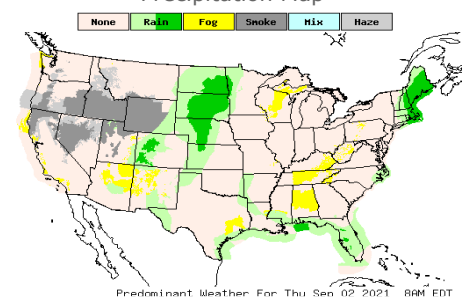 Precipitation Map
None Rain Fog Smoke Mix Haze
Predominant Weather For Thu Sep 02 2021 8AM EDT